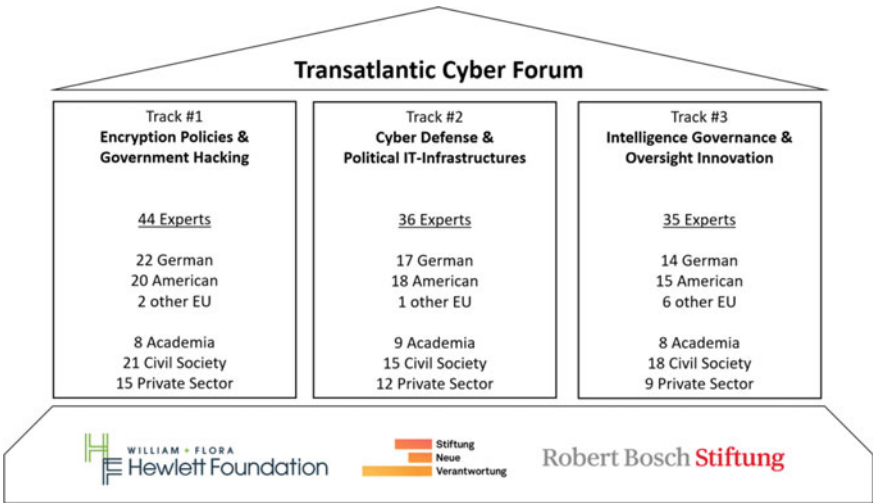 Transatlantic Cyber Forum
Track #1
Encryption Policies &
Government Hacking
44 Experts
22 German
20 American
2 other EU
8 Academia
21 Civil Society
15 Private Sector
Track #2
Cyber Defense &
Political IT-Infrastructures
36 Experts
17 German
18 American
1 other EU
9 Academia
15 Civil Society
12 Private Sector
Track #3
Intelligence Governance &
Oversight Innovation
35 Experts
14 German
15 American
6 other EU
8 Academia
18 Civil Society
9 Private Sector
HF
WILLIAM + FLORA
Hewlett Foundation
Stiftung
Neue
Verantwortung
Robert Bosch Stiftung